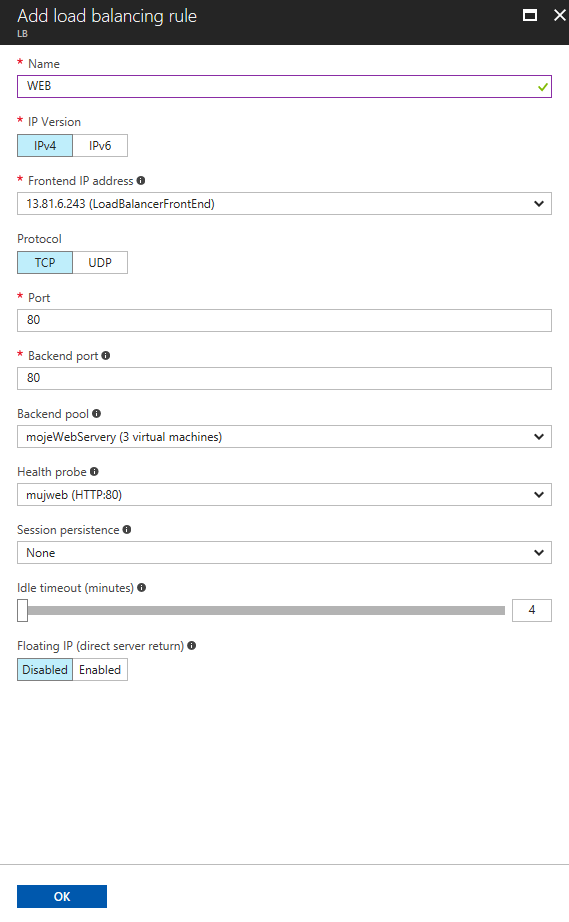 Add load balancing rule
LB
* Name
WEB
* IP Version
IPv4 IPv6
* Frontend IP address
13.81.6.243 (LoadBalancerFrontEnd)
Protocol
TCP UDP
* Port
80
* Backend port
80
Backend pool
mojeWebServery (3 virtual machines)
Health probe
mujweb (HTTP:80)
Session persistence
None
Idle timeout (minutes)
4
Floating IP (direct server return)
Disabled Enabled
OK